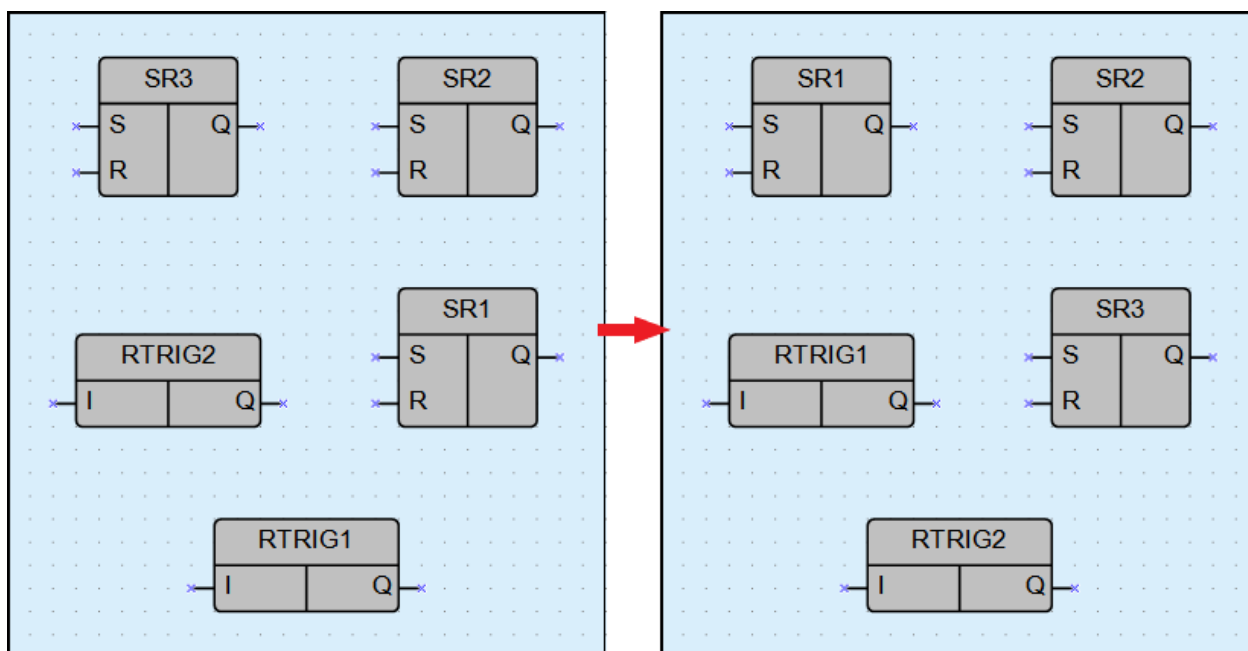 SR3
S Q
R
SR2
S Q
R
RTRIG2
I Q
SR1
S Q
R
RTRIG1
I Q
SR1
S Q
R
SR2
S Q
R
RTRIG1
I Q
SR3
S Q
R
RTRIG2
I Q